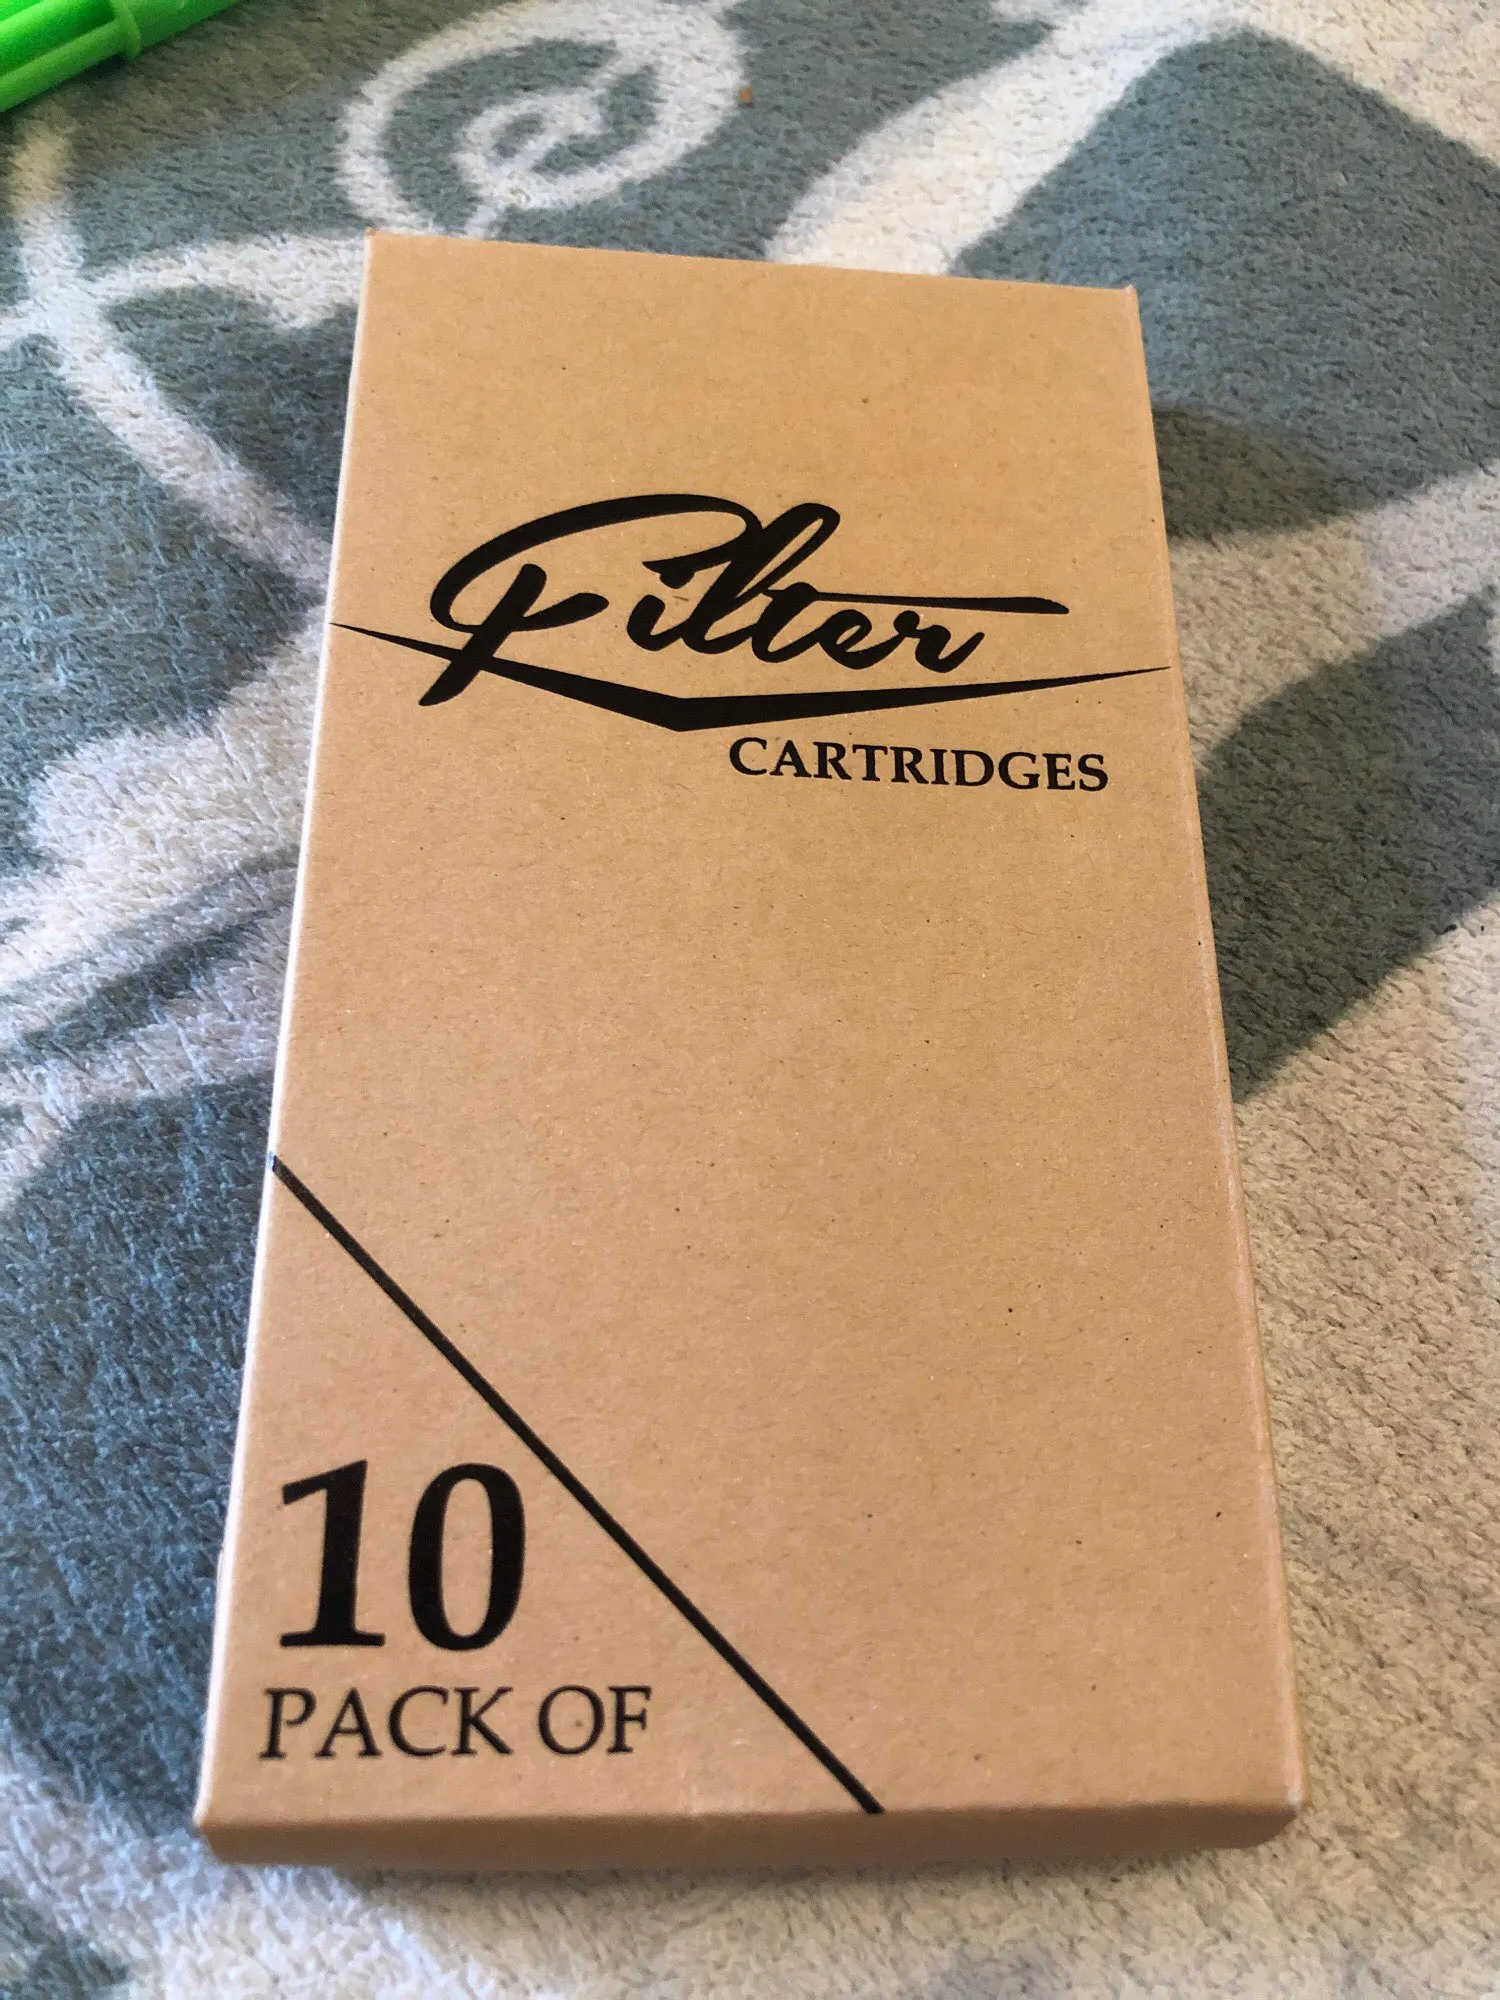 Filter
CARTRIDGES
10
PACK OF